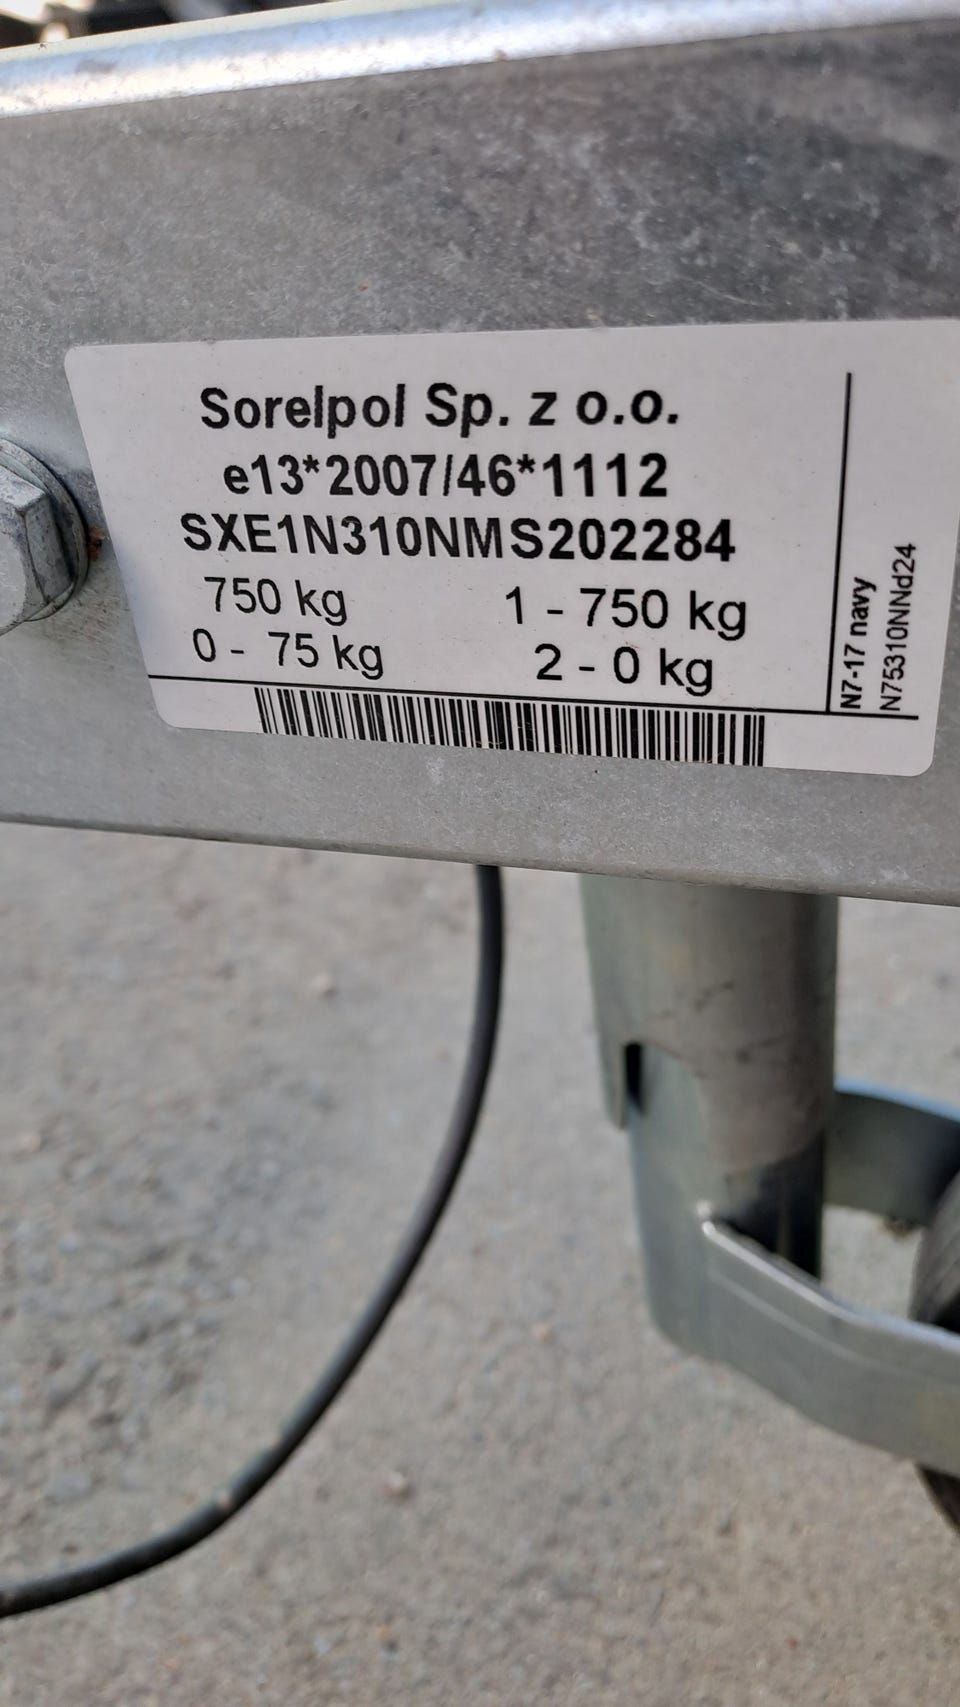 Sorelpol Sp. z o.o.
e13*2007/46*1112
SXE1N310NMS202284
750 kg 1 - 750 kg
0 - 75 kg 2 - 0 kg
N7-17 navy
N75310NNd24